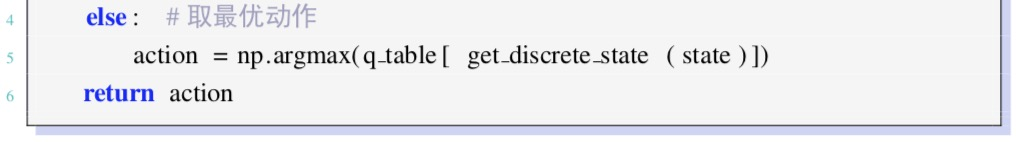 4 else: # 取最优动作
5 action = np.argmax(q_table[ get_discrete_state (state)])
6 return action